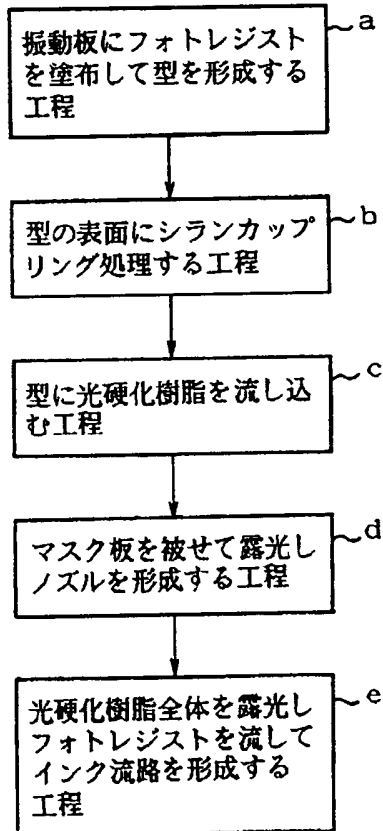 振動板にフォトレジスト
を塗布して型を形成する
工程
a
型の表面にシランカップ
リング処理する工程
b
型に光硬化樹脂を流し込
む工程
c
マスク板を被せて露光し
ノズルを形成する工程
d
光硬化樹脂全体を露光し
フォトレジストを流して
インク流路を形成する
工程
e